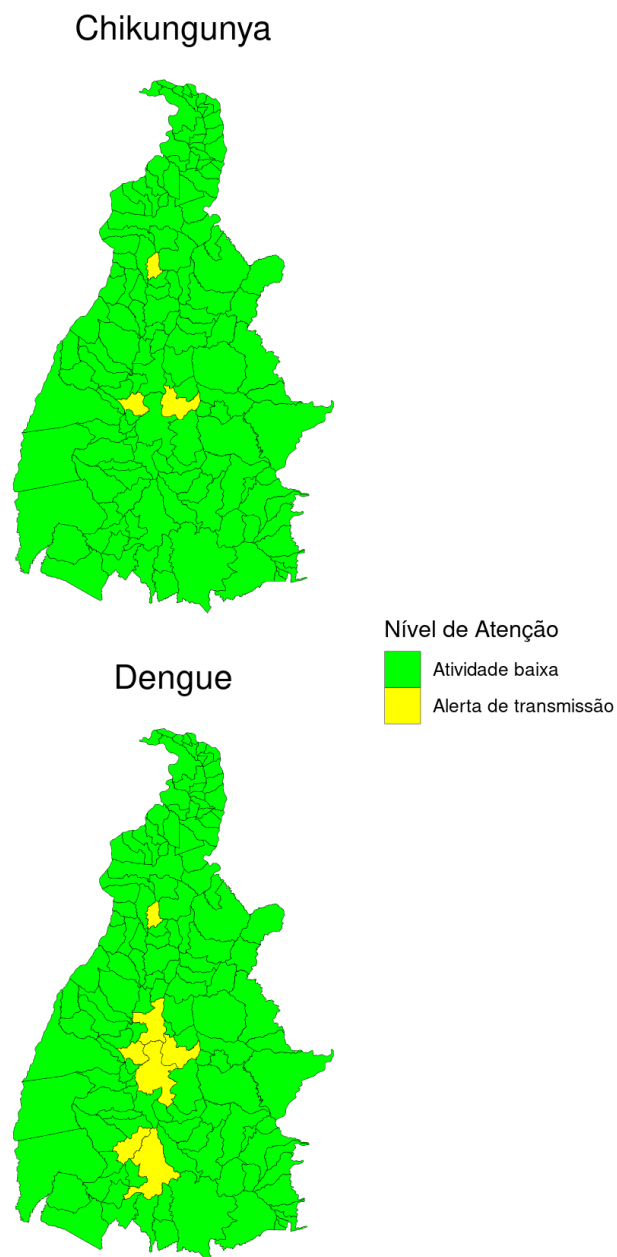 Chikungunya
Nível de Atenção
Atividade baixa
Alerta de transmissão
Dengue